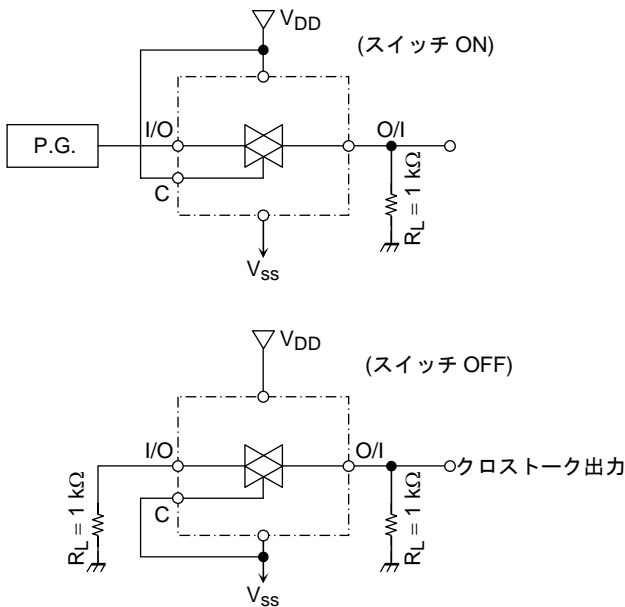 VDD
(スイッチ ON)
I/O
O/I
P.G.
C
RL = 1 kΩ
Vss
VDD
(スイッチ OFF)
I/O
O/I
クロストーク出力
C
RL = 1 kΩ
RL = 1 kΩ
Vss